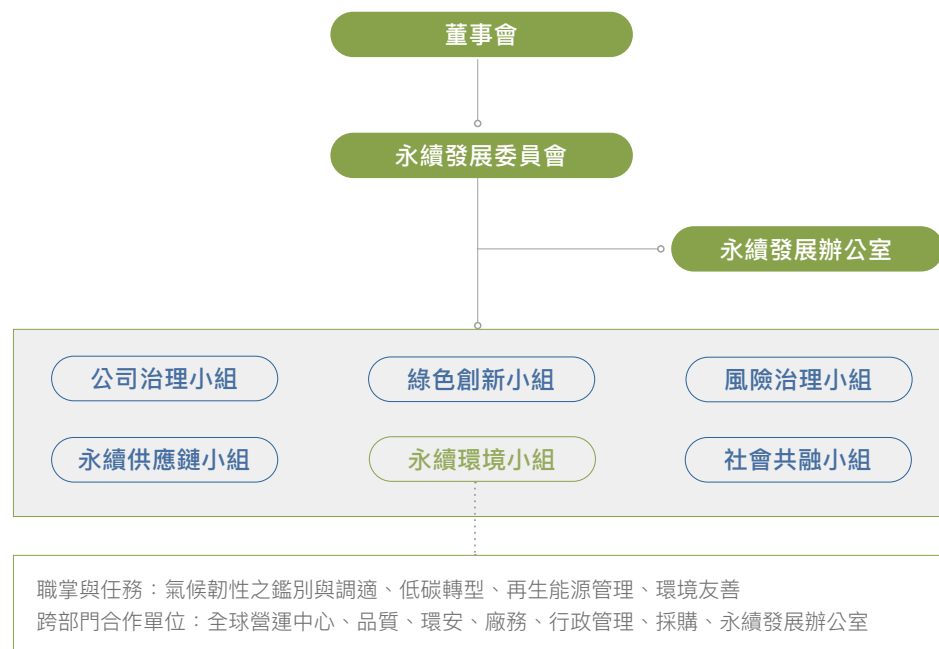 董事會
永續發展委員會
永續發展辦公室
公司治理小組
綠色創新小組
風險治理小組
永續供應鏈小組
永續環境小組
社會共融小組
職掌與任務：氣候韌性之鑑別與調適、低碳轉型、再生能源管理、環境友善
跨部門合作單位：全球營運中心、品質、環安、廠務、行政管理、採購、永續發展辦公室